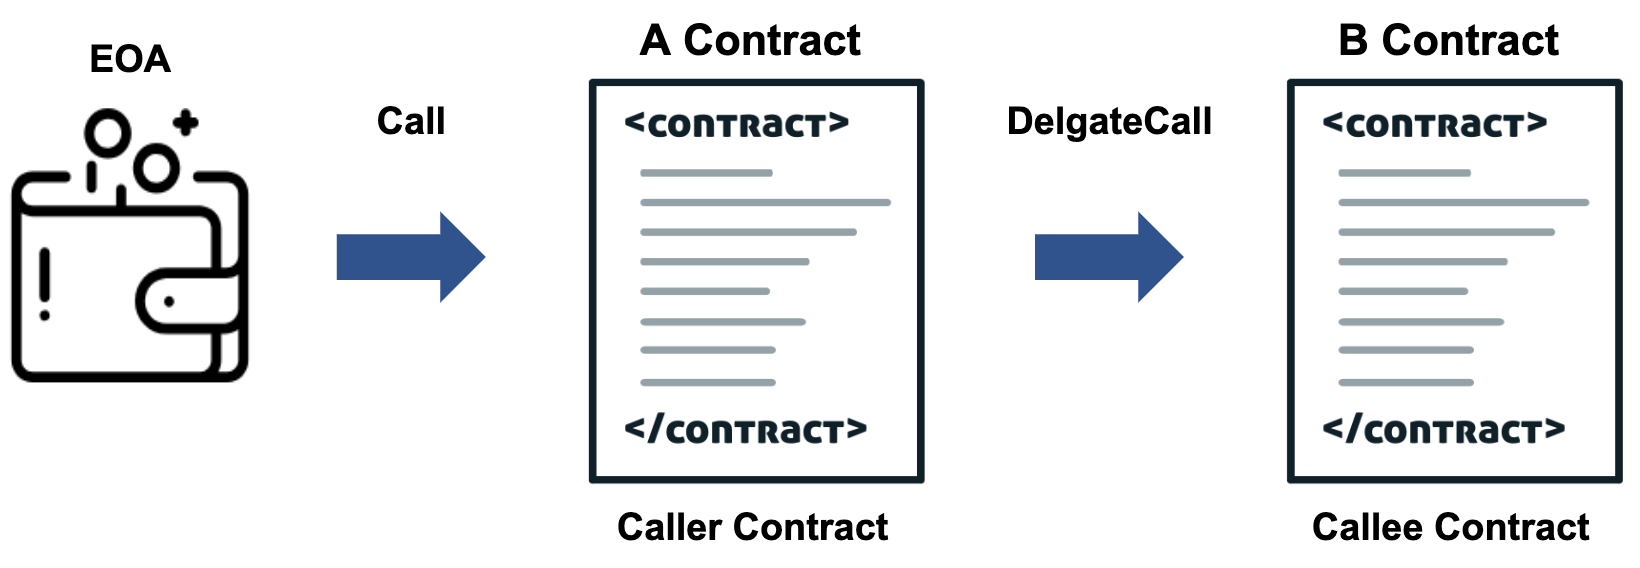 EOA
Call
A Contract
<contract>
</contract>
Caller Contract
DelgateCall
B Contract
<contract>
</contract>
Callee Contract